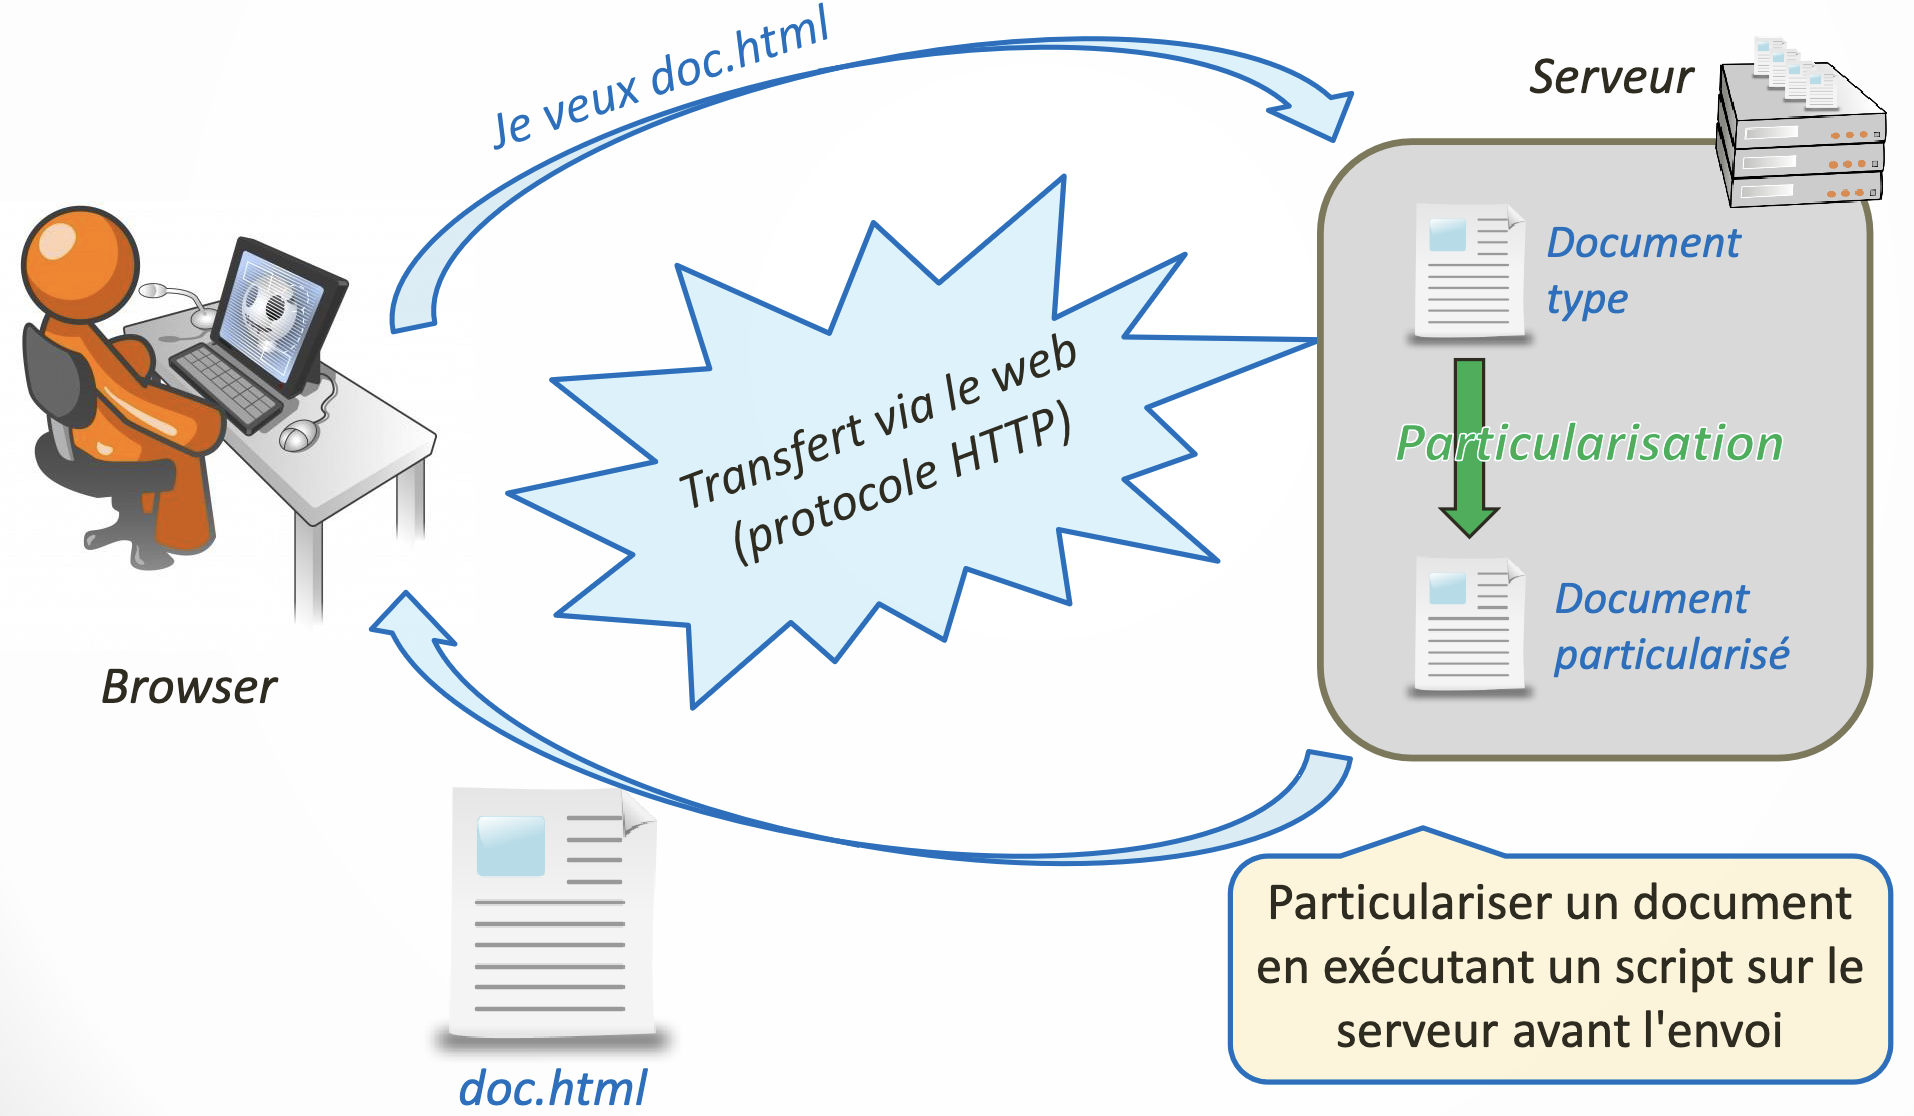 Je veux doc.html
Serveur
Document
type
Transfert via le web
(protocole HTTP)
Particularisation
Document
particularisé
Browser
Particulariser un document
en exécutant un script sur le
serveur avant l'envoi
doc.html